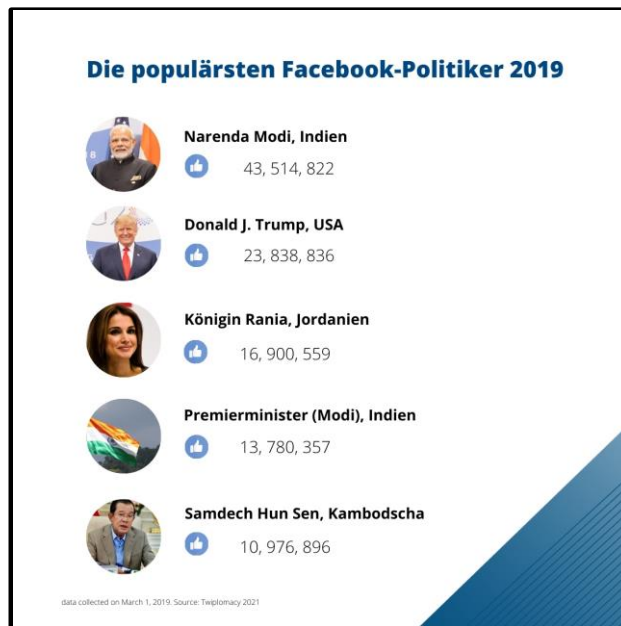 Die populärsten Facebook-Politiker 2019
Narenda Modi, Indien
43, 514, 822
Donald J. Trump, USA
23, 838, 836
Königin Rania, Jordanien
16, 900, 559
Premierminister (Modi), Indien
13, 780, 357
Samdech Hun Sen, Kambodscha
10, 976, 896
data collected on March 1, 2019. Source: Twiplomacy 2021